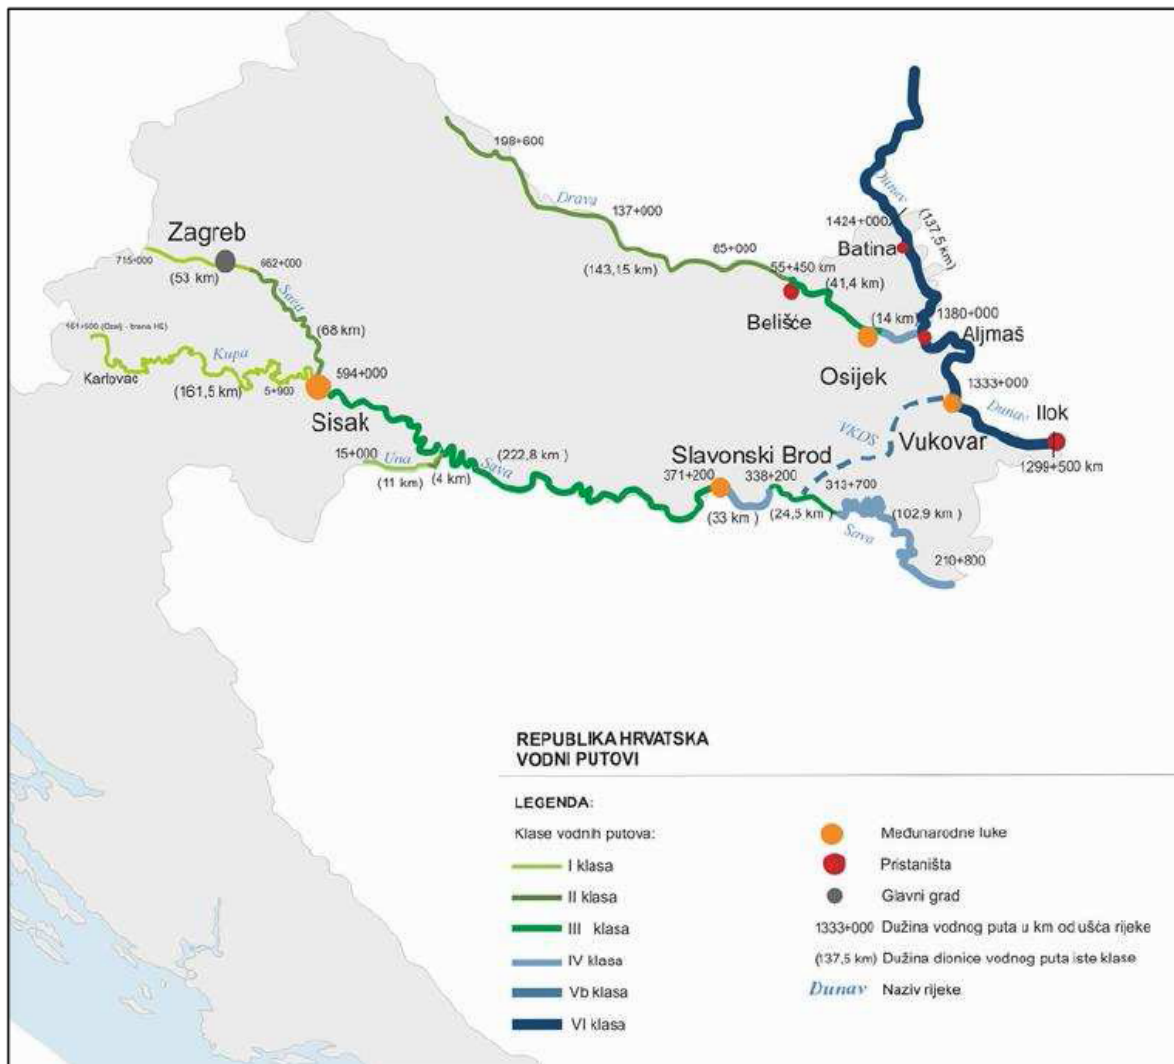 198+600
Drava
137+000
Dunav
(137,5 km)
1424+000
Batina
Zagreb
715+000
662+000
(53 km)
Sava
(143,15 km)
85+000
55+450 km
(41,4 km)
Belišće
(14 km)
1380+000
Aljmaš
(68 km)
Kupa
Karlovac
(161,5 km)
5+900
594+000
Sisak
Osijek
1333+000
Dunav
Ilok
VKDS
Vukovar
1299+500 km
15+000
Una
(11 km)
(4 km)
Sava
(222,8 km )
Slavonski Brod
371+200
338+200
313+700
(33 km )
(24,5 km )
Sava
(102,9 km )
210+800
REPUBLIKA HRVATSKA
VODNI PUTOVI
LEGENDA:
Klase vodnih putova:
I klasa
II klasa
III klasa
IV klasa
Vb klasa
VI klasa
Međunarodne luke
Pristaništa
Glavni grad
1333+000 Dužina vodnog puta u km od ušća rijeke
(137,5 km) Dužina dionice vodnog puta iste klase
Dunav Naziv rijeke